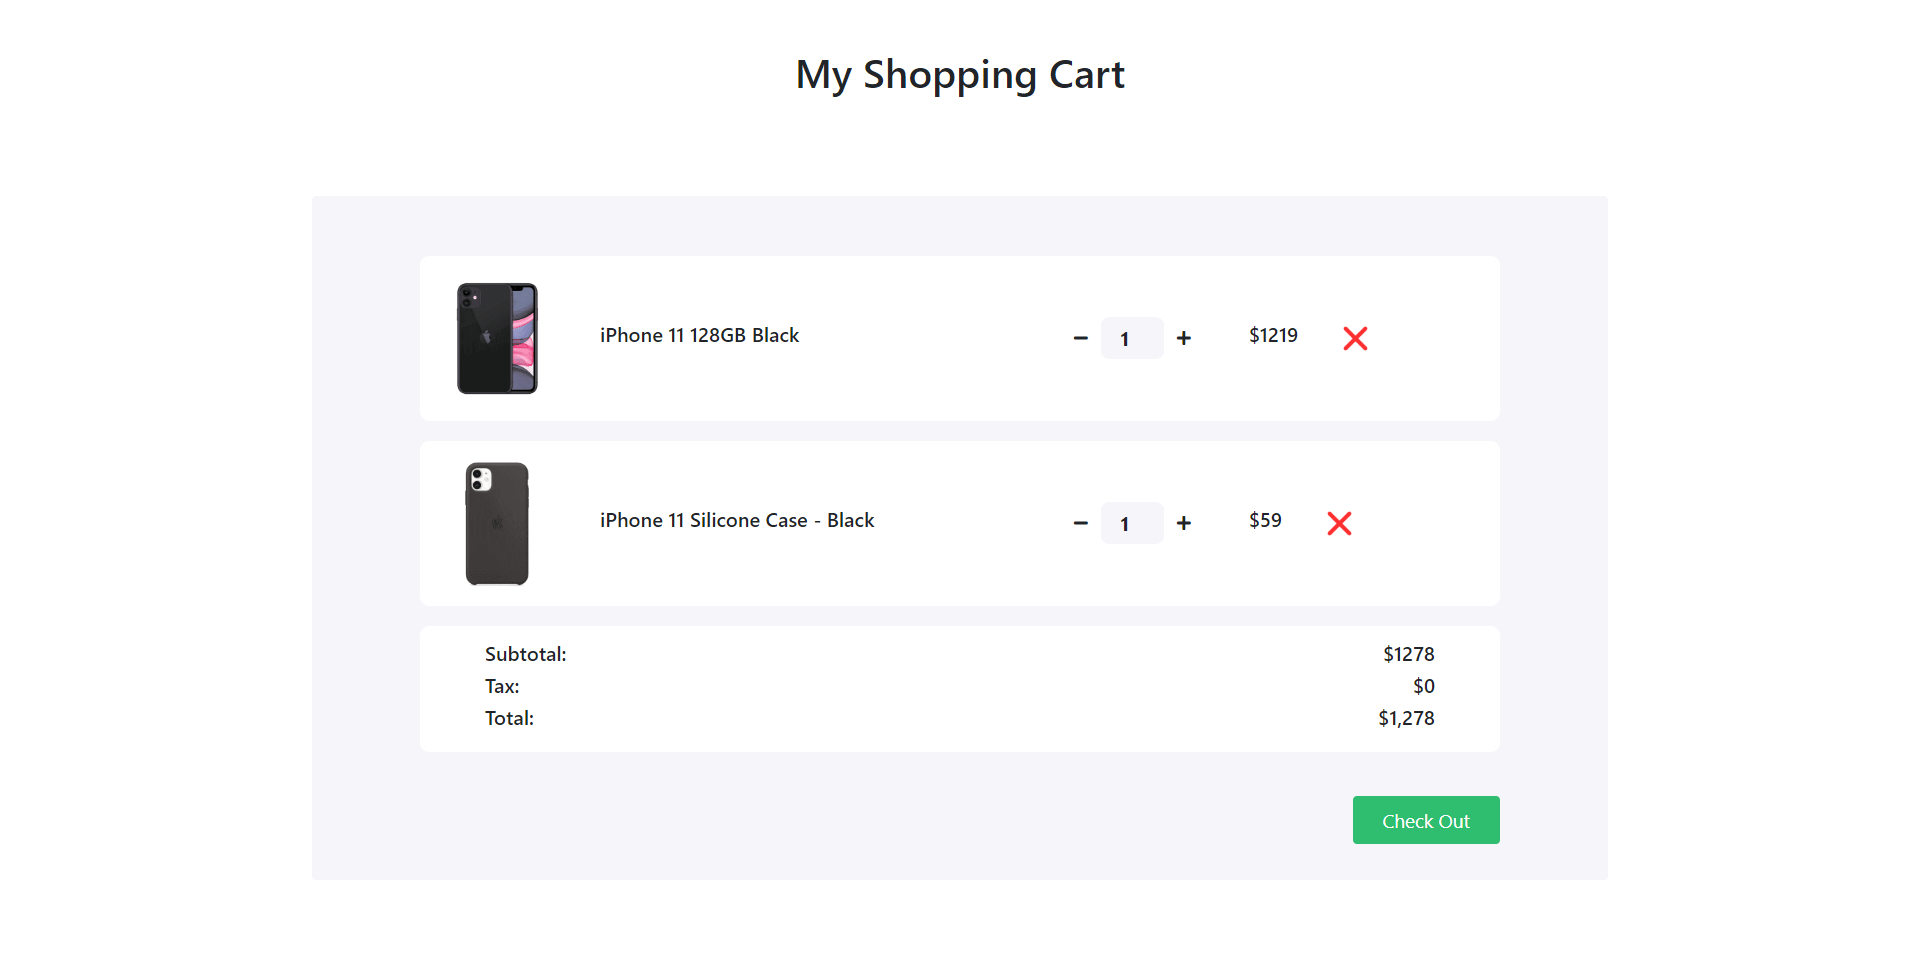 My Shopping Cart
iPhone 11 128GB Black − 1 + $1219
iPhone 11 Silicone Case - Black − 1 + $59
Subtotal: $1278
Tax: $0
Total: $1,278
Check Out